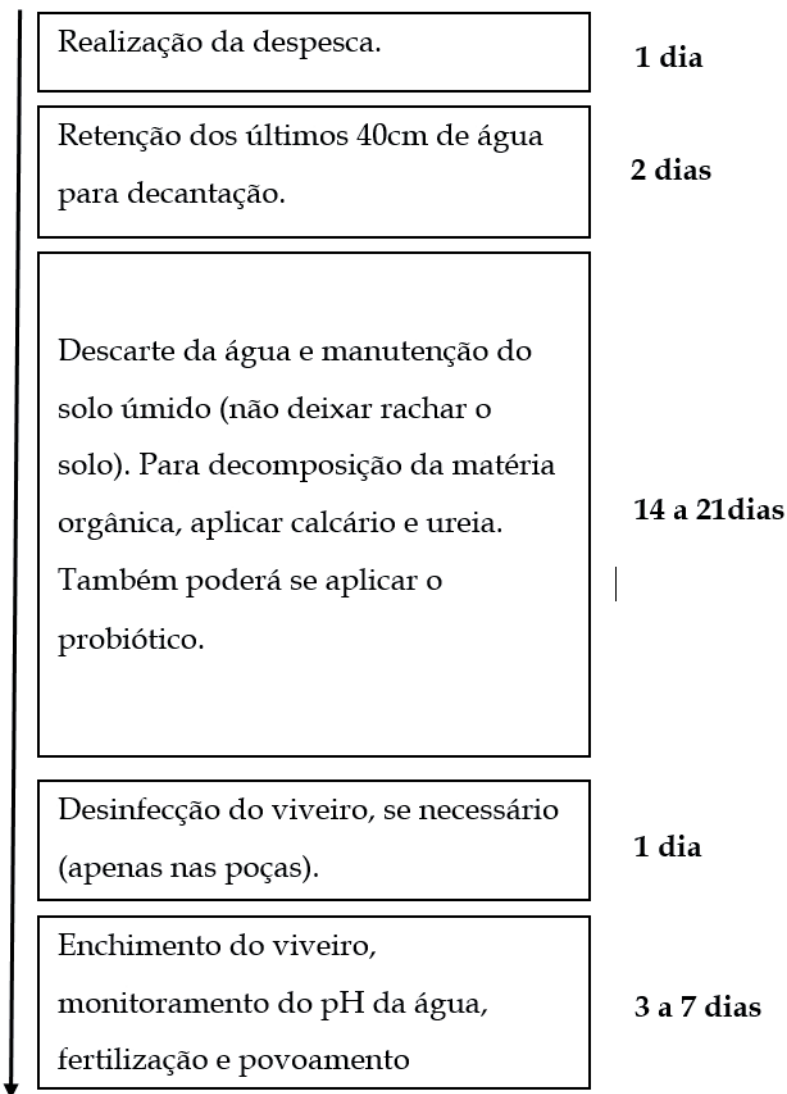 Realização da despesca.
1 dia
Retenção dos últimos 40cm de água
para decantação.
2 dias
Descarte da água e manutenção do
solo úmido (não deixar rachar o
solo). Para decomposição da matéria
orgânica, aplicar calcário e ureia.
Também poderá se aplicar o
probiótico.
14 a 21dias
Desinfecção do viveiro, se necessário
(apenas nas poças).
1 dia
Enchimento do viveiro,
monitoramento do pH da água,
fertilização e povoamento
3 a 7 dias